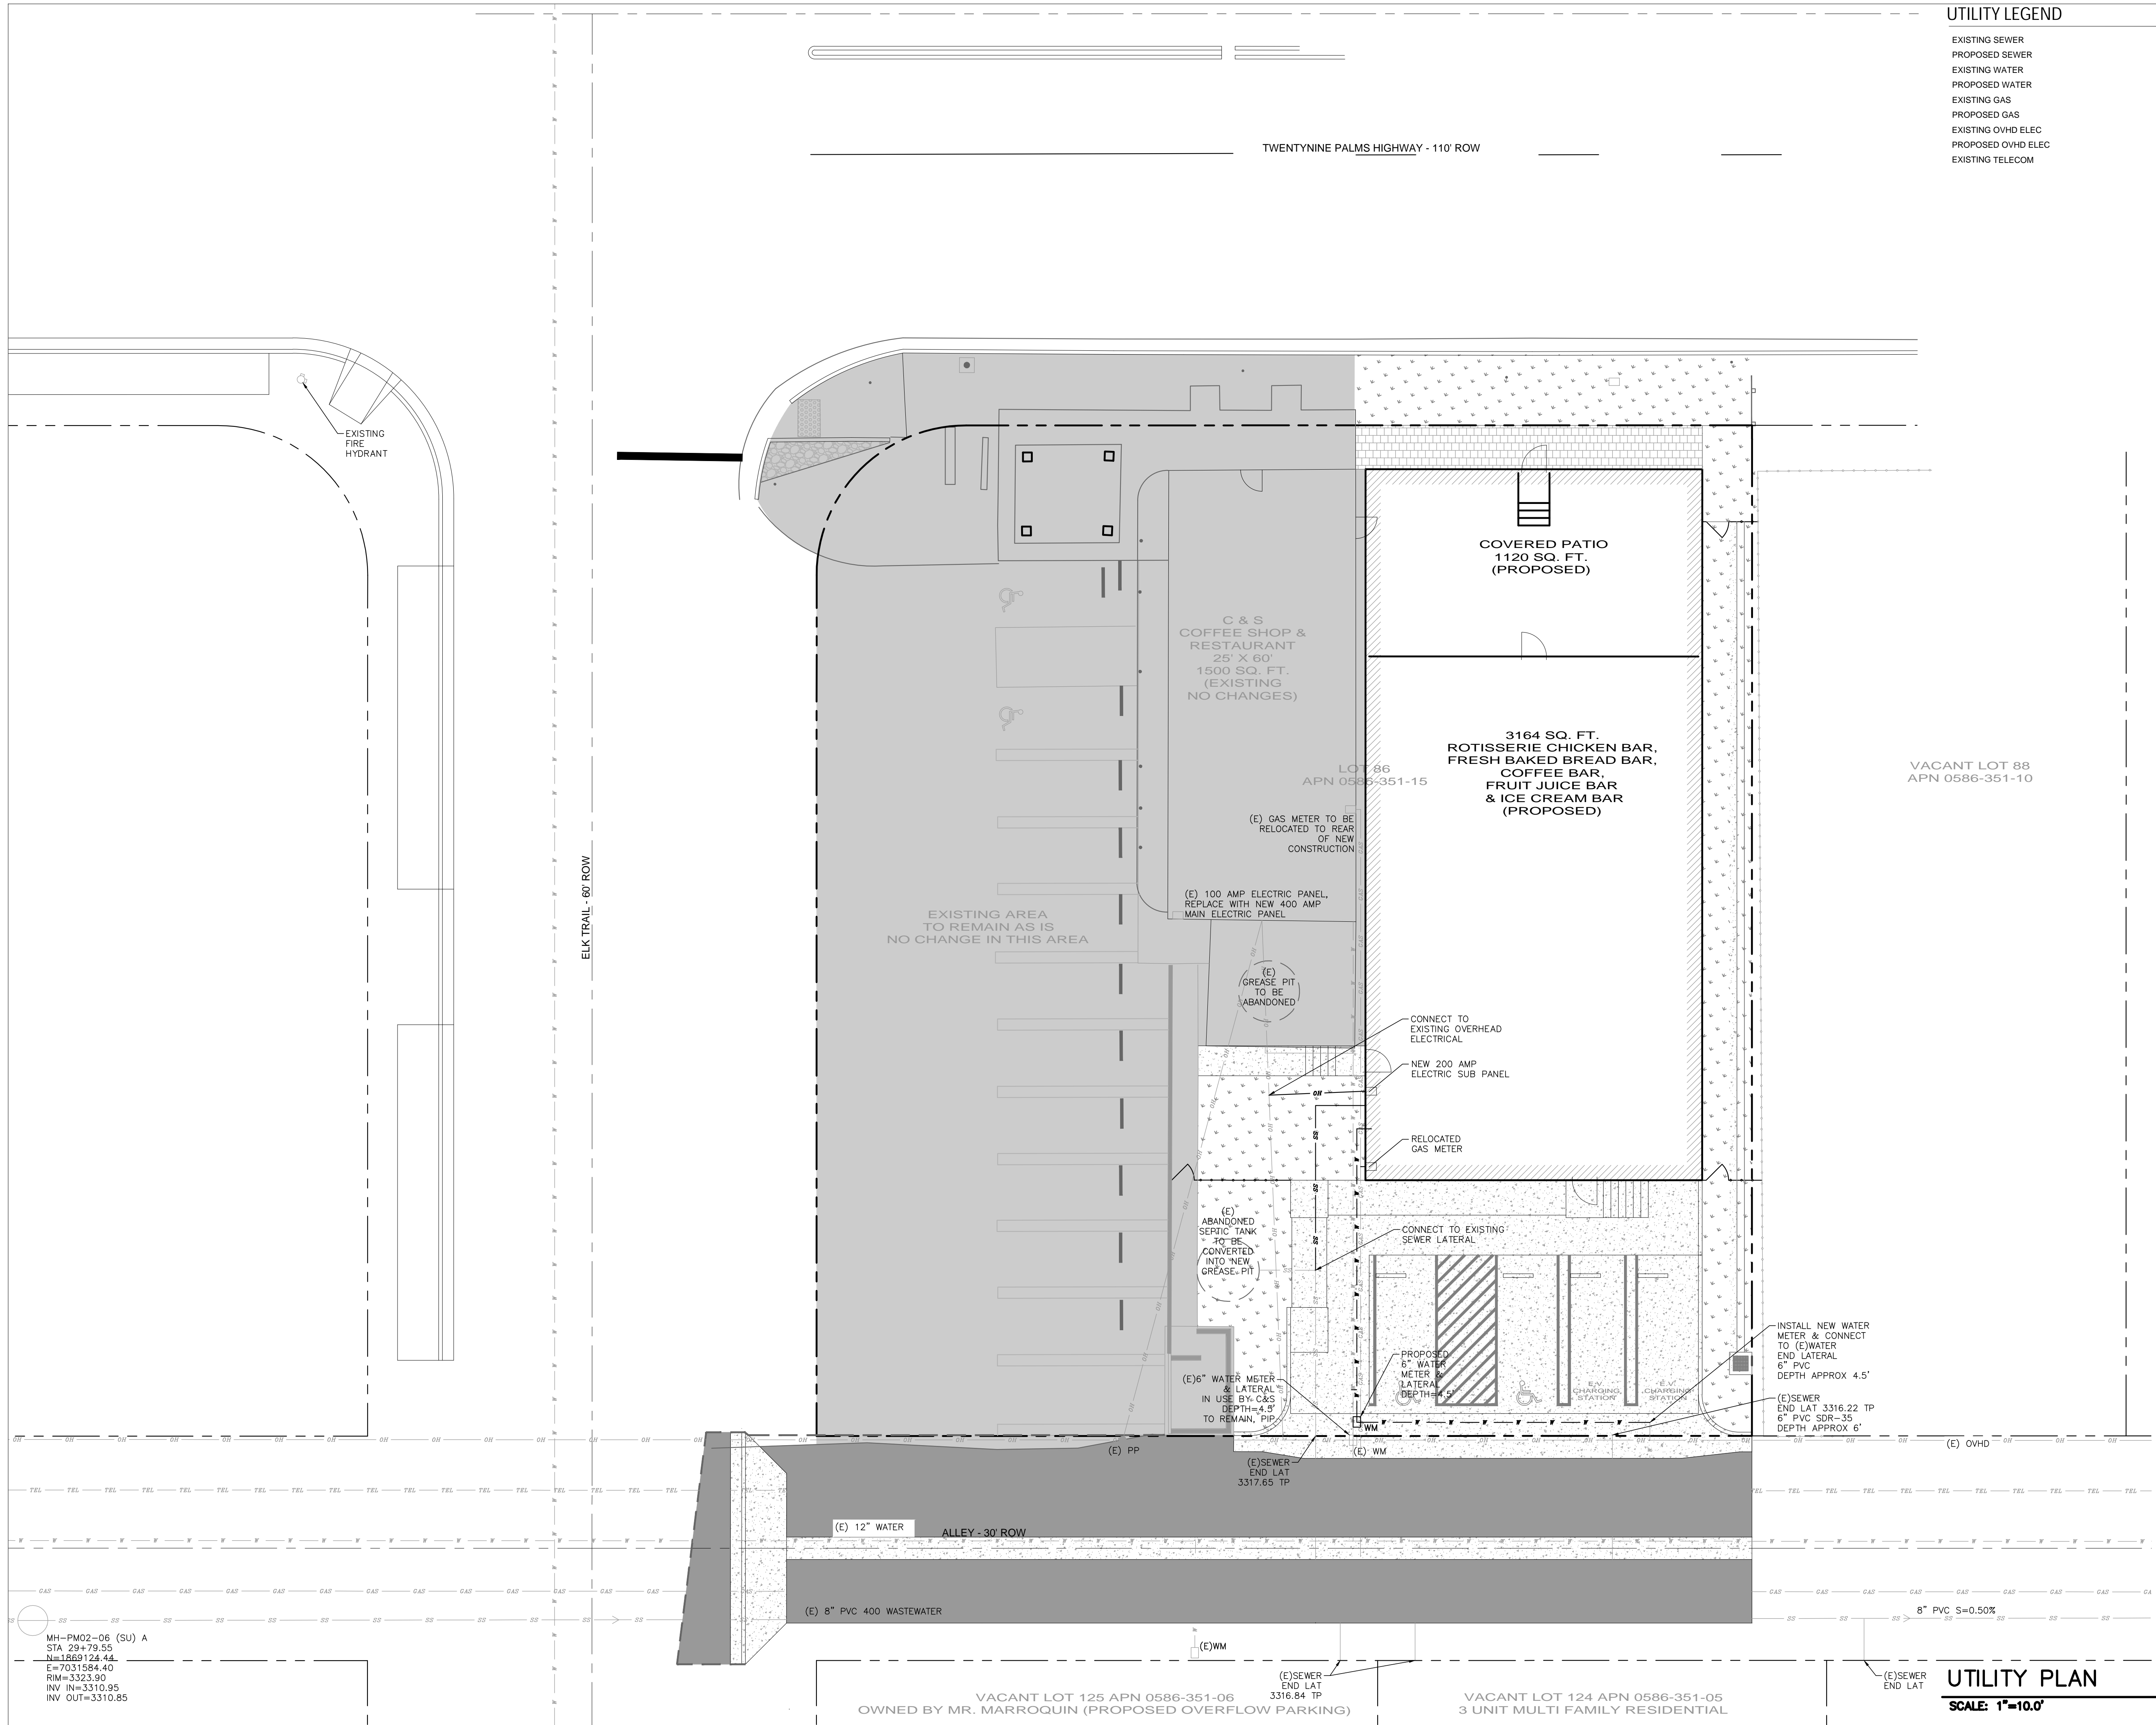 UTILITY LEGEND
EXISTING SEWER
PROPOSED SEWER
EXISTING WATER
PROPOSED WATER
EXISTING GAS
PROPOSED GAS
EXISTING OVHD ELEC
PROPOSED OVHD ELEC
EXISTING TELECOM
TWENTYNINE PALMS HIGHWAY - 110' ROW
EXISTING
FIRE
HYDRANT
ELK TRAIL - 60' ROW
COVERED PATIO
1120 SQ. FT.
(PROPOSED)
C & S
COFFEE SHOP &
RESTAURANT
25' X 60'
1500 SQ. FT.
(EXISTING
NO CHANGES)
3164 SQ. FT.
ROTISSERIE CHICKEN BAR,
FRESH BAKED BREAD BAR,
COFFEE BAR,
FRUIT JUICE BAR
& ICE CREAM BAR
(PROPOSED)
LOT 86
APN 0586-351-15
VACANT LOT 88
APN 0586-351-10
(E) GAS METER TO BE
RELOCATED TO REAR
OF NEW
CONSTRUCTION
(E) 100 AMP ELECTRIC PANEL,
REPLACE WITH NEW 400 AMP
MAIN ELECTRIC PANEL
EXISTING AREA
TO REMAIN AS IS
NO CHANGE IN THIS AREA
(E)
GREASE PIT
TO BE
ABANDONED
CONNECT TO
EXISTING OVERHEAD
ELECTRICAL
NEW 200 AMP
ELECTRIC SUB PANEL
RELOCATED
GAS METER
(E)
ABANDONED
SEPTIC TANK
TO BE
CONVERTED
INTO NEW
GREASE PIT
CONNECT TO EXISTING
SEWER LATERAL
PROPOSED
6" WATER
METER &
LATERAL
DEPTH=4.5'
(E)6" WATER METER
& LATERAL
IN USE BY C&S
DEPTH=4.5'
TO REMAIN, PIP
E.V.
CHARGING
STATION
E.V.
CHARGING
STATION
INSTALL NEW WATER
METER & CONNECT
TO (E)WATER
END LATERAL
6" PVC
DEPTH APPROX 4.5'
(E)SEWER
END LAT 3316.22 TP
6" PVC SDR-35
DEPTH APPROX 6'
WM
(E) WM
(E) PP
(E) OVHD
(E)SEWER
END LAT
3317.65 TP
(E) 12" WATER
ALLEY - 30' ROW
(E) 8" PVC 400 WASTEWATER
8" PVC S=0.50%
MH-PM02-06 (SU) A
STA 29+79.55
N=1869124.44
E=7031584.40
RIM=3323.90
INV IN=3310.95
INV OUT=3310.85
(E)WM
(E)SEWER
END LAT
3316.84 TP
(E)SEWER
END LAT
VACANT LOT 125 APN 0586-351-06
OWNED BY MR. MARROQUIN (PROPOSED OVERFLOW PARKING)
VACANT LOT 124 APN 0586-351-05
3 UNIT MULTI FAMILY RESIDENTIAL
UTILITY PLAN
SCALE: 1"=10.0'